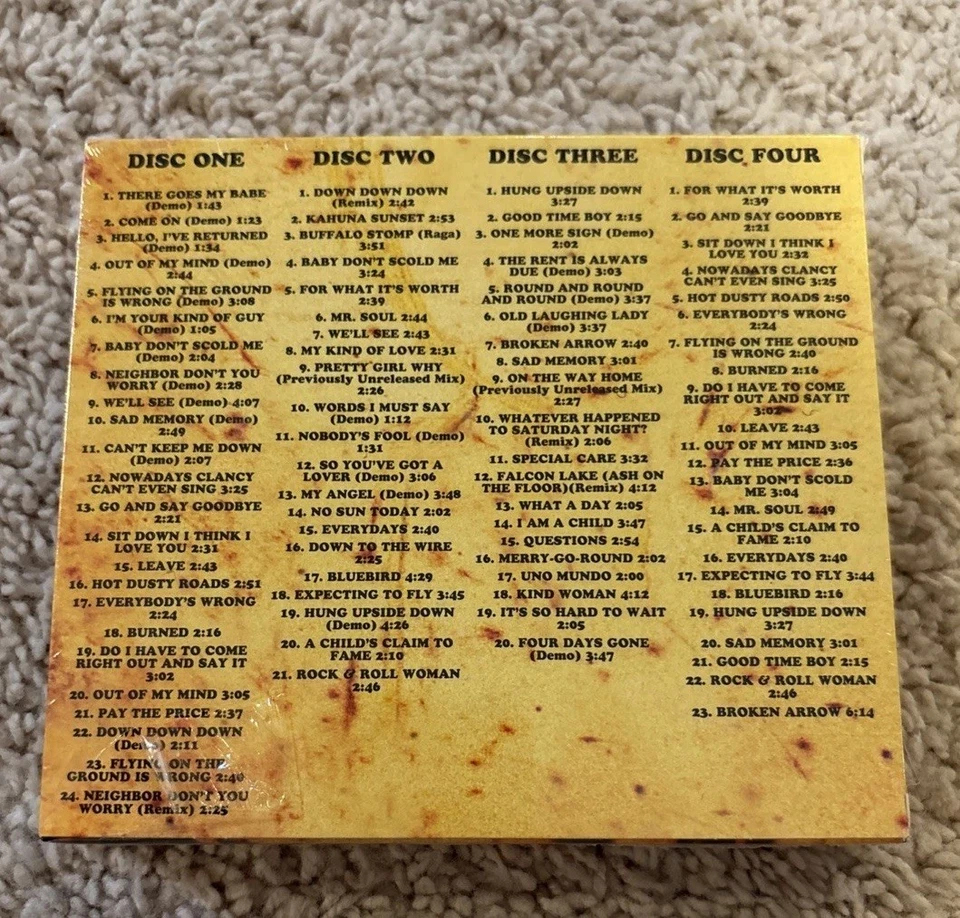 DISC ONE
1. THERE GOES MY BABE
(Demo) 1:43
2. COME ON (Demo) 1:23
3. HELLO, I'VE RETURNED
(Demo) 1:34
4. OUT OF MY MIND (Demo)
2:44
5. FLYING ON THE GROUND
IS WRONG (Demo) 3:08
6. I'M YOUR KIND OF GUY
(Demo) 1:05
7. BABY DON'T SCOLD ME
(Demo) 2:04
8. NEIGHBOR DON'T YOU
WORRY (Demo) 2:28
9. WE'LL SEE (Demo) 4:07
10. SAD MEMORY (Demo)
2:49
11. CAN'T KEEP ME DOWN
(Demo) 2:07
12. NOWADAYS CLANCY
CAN'T EVEN SING 3:25
13. GO AND SAY GOODBYE
2:21
14. SIT DOWN I THINK I
LOVE YOU 2:31
15. LEAVE 2:43
16. HOT DUSTY ROADS 2:51
17. EVERYBODY'S WRONG
2:24
18. BURNED 2:16
19. DO I HAVE TO COME
RIGHT OUT AND SAY IT
3:02
20. OUT OF MY MIND 3:05
21. PAY THE PRICE 2:37
22. DOWN DOWN DOWN
(Demo) 2:11
23. FLYING ON THE
GROUND IS WRONG 2:40
24. NEIGHBOR DON'T YOU
WORRY (Remix) 2:25
DISC TWO
1. DOWN DOWN DOWN
(Remix) 2:42
2. KAHUNA SUNSET 2:53
3. BUFFALO STOMP (Raga)
3:51
4. BABY DON'T SCOLD ME
3:24
5. FOR WHAT IT'S WORTH
2:39
6. MR. SOUL 2:44
7. WE'LL SEE 2:43
8. MY KIND OF LOVE 2:31
9. PRETTY GIRL WHY
(Previously Unreleased Mix)
2:26
10. WORDS I MUST SAY
(Demo) 1:12
11. NOBODY'S FOOL (Demo)
1:31
12. SO YOU'VE GOT A
LOVER (Demo) 3:06
13. MY ANGEL (Demo) 3:48
14. NO SUN TODAY 2:02
15. EVERYDAYS 2:40
16. DOWN TO THE WIRE
2:25
17. BLUEBIRD 4:29
18. EXPECTING TO FLY 3:45
19. HUNG UPSIDE DOWN
(Demo) 4:26
20. A CHILD'S CLAIM TO
FAME 2:10
21. ROCK & ROLL WOMAN
2:46
DISC THREE
1. HUNG UPSIDE DOWN
3:27
2. GOOD TIME BOY 2:15
3. ONE MORE SIGN (Demo)
2:02
4. THE RENT IS ALWAYS
DUE (Demo) 3:03
5. ROUND AND ROUND
AND ROUND (Demo) 3:37
6. OLD LAUGHING LADY
(Demo) 3:37
7. BROKEN ARROW 2:40
8. SAD MEMORY 3:01
9. ON THE WAY HOME
(Previously Unreleased Mix)
2:27
10. WHATEVER HAPPENED
TO SATURDAY NIGHT?
(Remix) 2:06
11. SPECIAL CARE 3:32
12. FALCON LAKE (ASH ON
THE FLOOR)(Remix) 4:12
13. WHAT A DAY 2:05
14. I AM A CHILD 3:47
15. QUESTIONS 2:54
16. MERRY-GO-ROUND 2:02
17. UNO MUNDO 2:00
18. KIND WOMAN 4:12
19. IT'S SO HARD TO WAIT
2:05
20. FOUR DAYS GONE
(Demo) 3:47
DISC FOUR
1. FOR WHAT IT'S WORTH
2:39
2. GO AND SAY GOODBYE
2:21
3. SIT DOWN I THINK I
LOVE YOU 2:32
4. NOWADAYS CLANCY
CAN'T EVEN SING 3:25
5. HOT DUSTY ROADS 2:50
6. EVERYBODY'S WRONG
2:24
7. FLYING ON THE GROUND
IS WRONG 2:40
8. BURNED 2:16
9. DO I HAVE TO COME
RIGHT OUT AND SAY IT
3:02
10. LEAVE 2:43
11. OUT OF MY MIND 3:05
12. PAY THE PRICE 2:36
13. BABY DON'T SCOLD
ME 3:04
14. MR. SOUL 2:49
15. A CHILD'S CLAIM TO
FAME 2:10
16. EVERYDAYS 2:40
17. EXPECTING TO FLY 3:44
18. BLUEBIRD 2:16
19. HUNG UPSIDE DOWN
3:27
20. SAD MEMORY 3:01
21. GOOD TIME BOY 2:15
22. ROCK & ROLL WOMAN
2:46
23. BROKEN ARROW 6:14